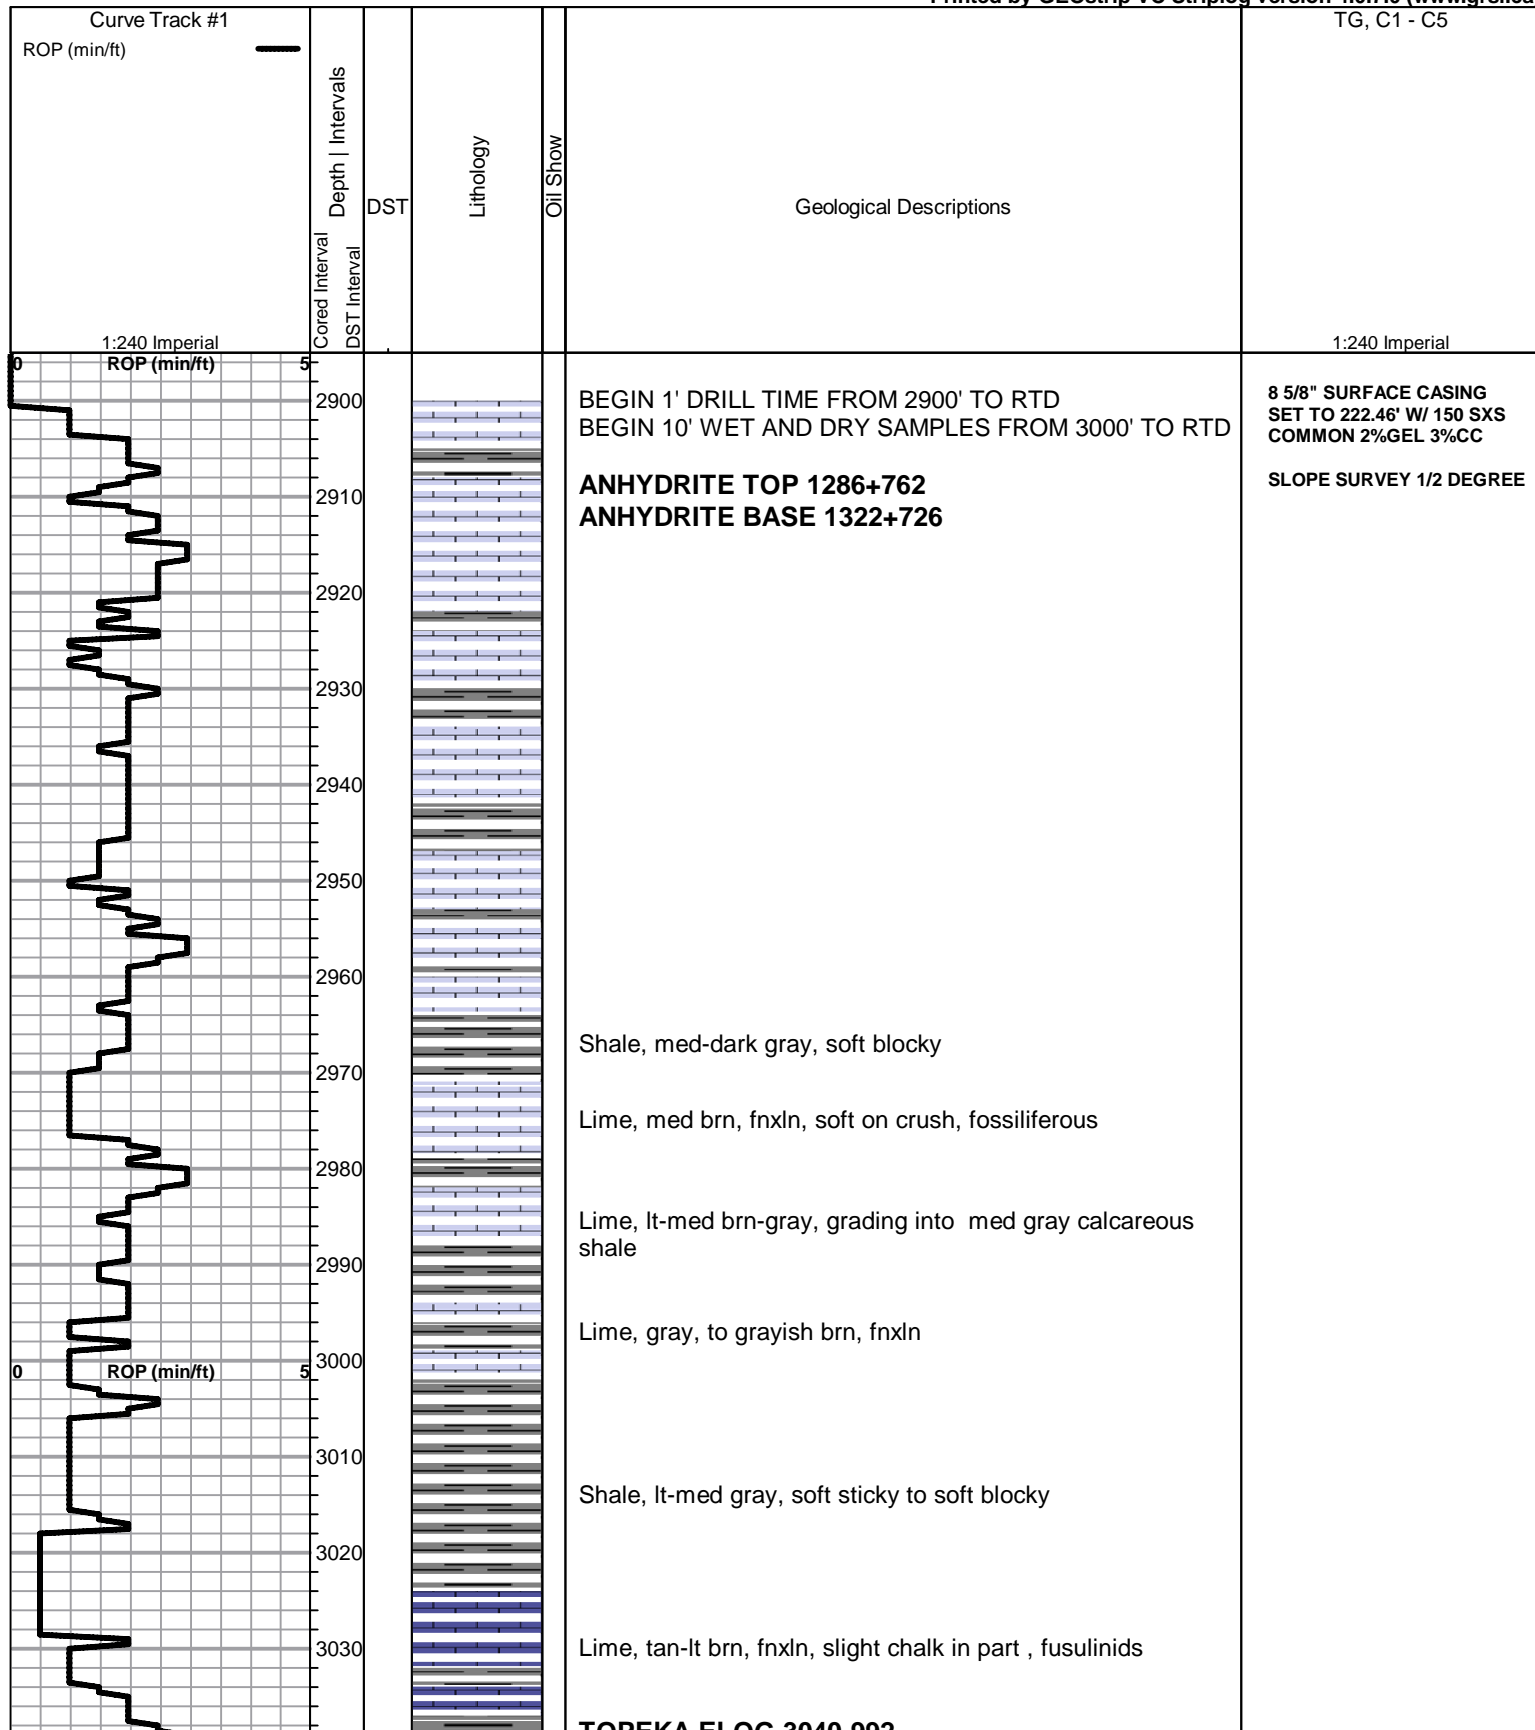 Curve Track #1
ROP (min/ft)
1:240 Imperial
Cored Interval
DST Interval
Depth | Intervals
DST
Lithology
Oil Show
Geological Descriptions
TG, C1 - C5
1:240 Imperial
0 ROP (min/ft) 5
2900
BEGIN 1' DRILL TIME FROM 2900' TO RTD
BEGIN 10' WET AND DRY SAMPLES FROM 3000' TO RTD
8 5/8" SURFACE CASING
SET TO 222.46' W/ 150 SXS
COMMON 2%GEL 3%CC
SLOPE SURVEY 1/2 DEGREE
ANHYDRITE TOP 1286+762
2910
ANHYDRITE BASE 1322+726
2920
2930
2940
2950
2960
Shale, med-dark gray, soft blocky
2970
Lime, med brn, fnxln, soft on crush, fossiliferous
2980
Lime, lt-med brn-gray, grading into med gray calcareous
shale
2990
Lime, gray, to grayish brn, fnxln
3000
0 ROP (min/ft) 5
3010
Shale, lt-med gray, soft sticky to soft blocky
3020
3030
Lime, tan-lt brn, fnxln, slight chalk in part , fusulinids
TOPEKA ELOG 3040-992